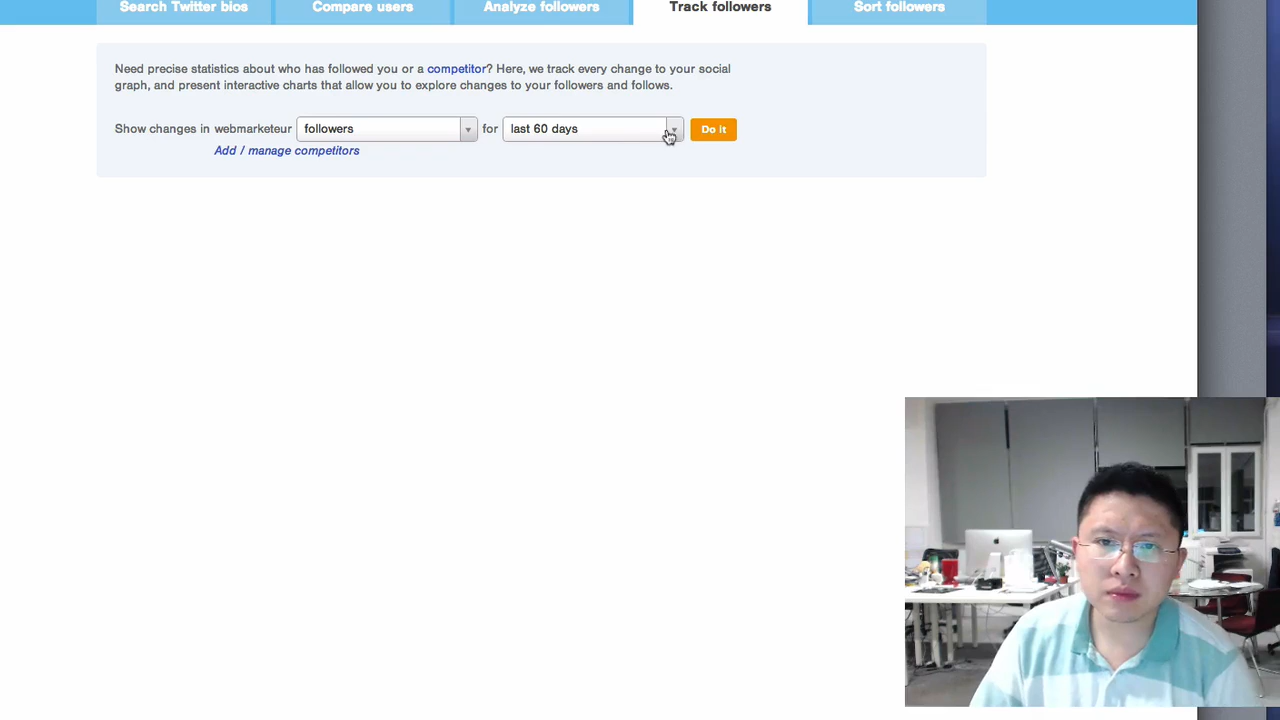 Search Twitter bios
Compare users
Analyze followers
Track followers
Sort followers
Need precise statistics about who has followed you or a competitor? Here, we track every change to your social
graph, and present interactive charts that allow you to explore changes to your followers and follows.
Show changes in webmarketeur followers for last 60 days Do it
Add / manage competitors